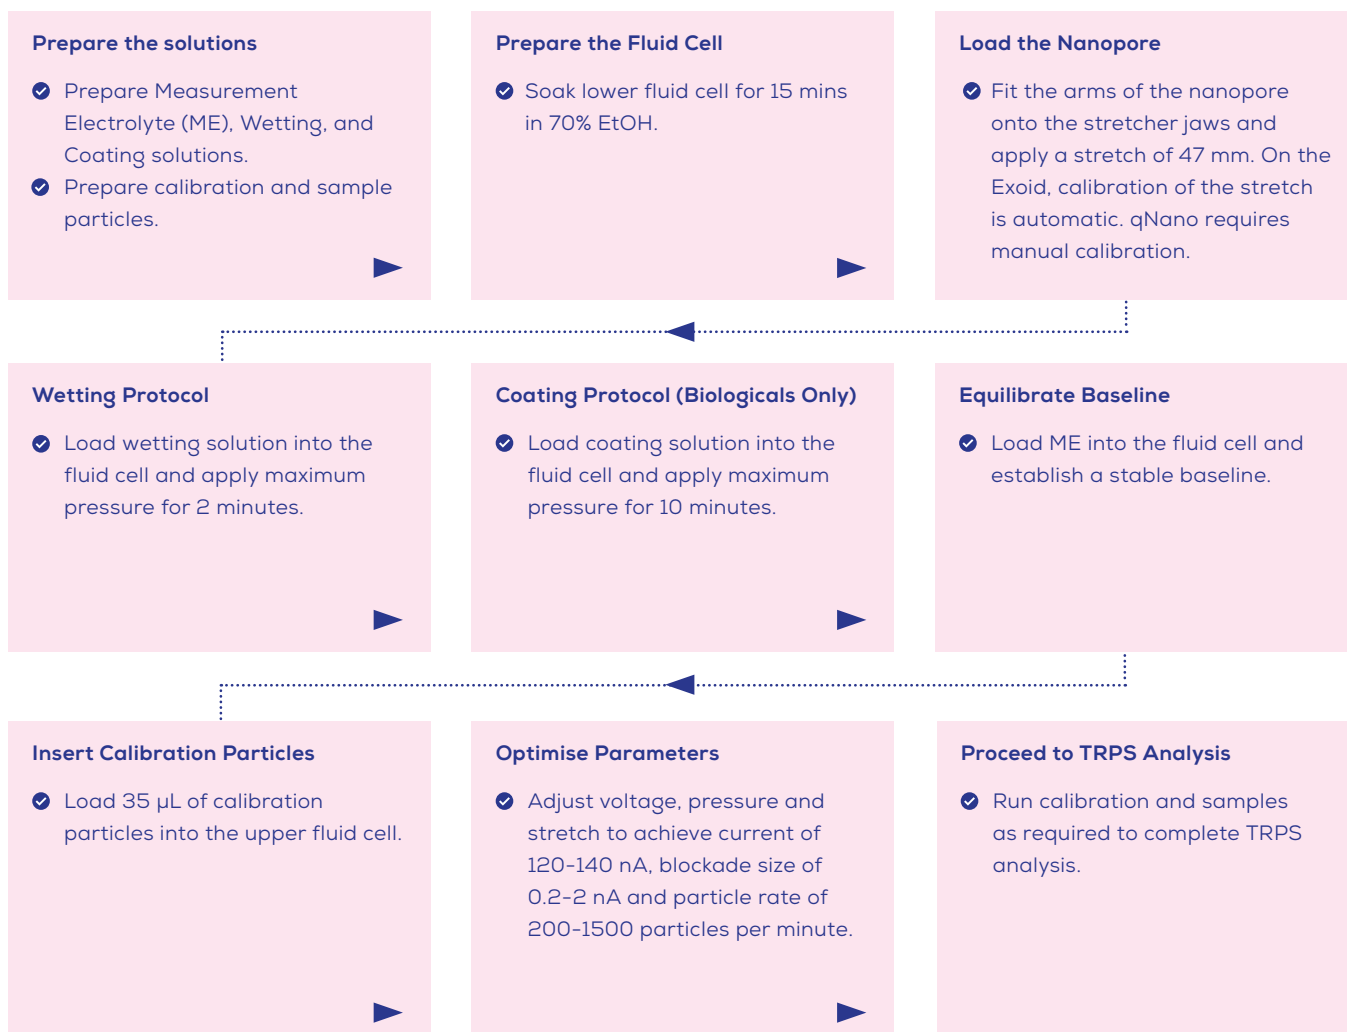 Prepare the solutions
Prepare Measurement
Electrolyte (ME), Wetting, and
Coating solutions.
Prepare calibration and sample
particles.
Prepare the Fluid Cell
Soak lower fluid cell for 15 mins
in 70% EtOH.
Load the Nanopore
Fit the arms of the nanopore
onto the stretcher jaws and
apply a stretch of 47 mm. On the
Exoid, calibration of the stretch
is automatic. qNano requires
manual calibration.
Wetting Protocol
Load wetting solution into the
fluid cell and apply maximum
pressure for 2 minutes.
Coating Protocol (Biologicals Only)
Load coating solution into the
fluid cell and apply maximum
pressure for 10 minutes.
Equilibrate Baseline
Load ME into the fluid cell and
establish a stable baseline.
Insert Calibration Particles
Load 35 µL of calibration
particles into the upper fluid cell.
Optimise Parameters
Adjust voltage, pressure and
stretch to achieve current of
120-140 nA, blockade size of
0.2-2 nA and particle rate of
200-1500 particles per minute.
Proceed to TRPS Analysis
Run calibration and samples
as required to complete TRPS
analysis.